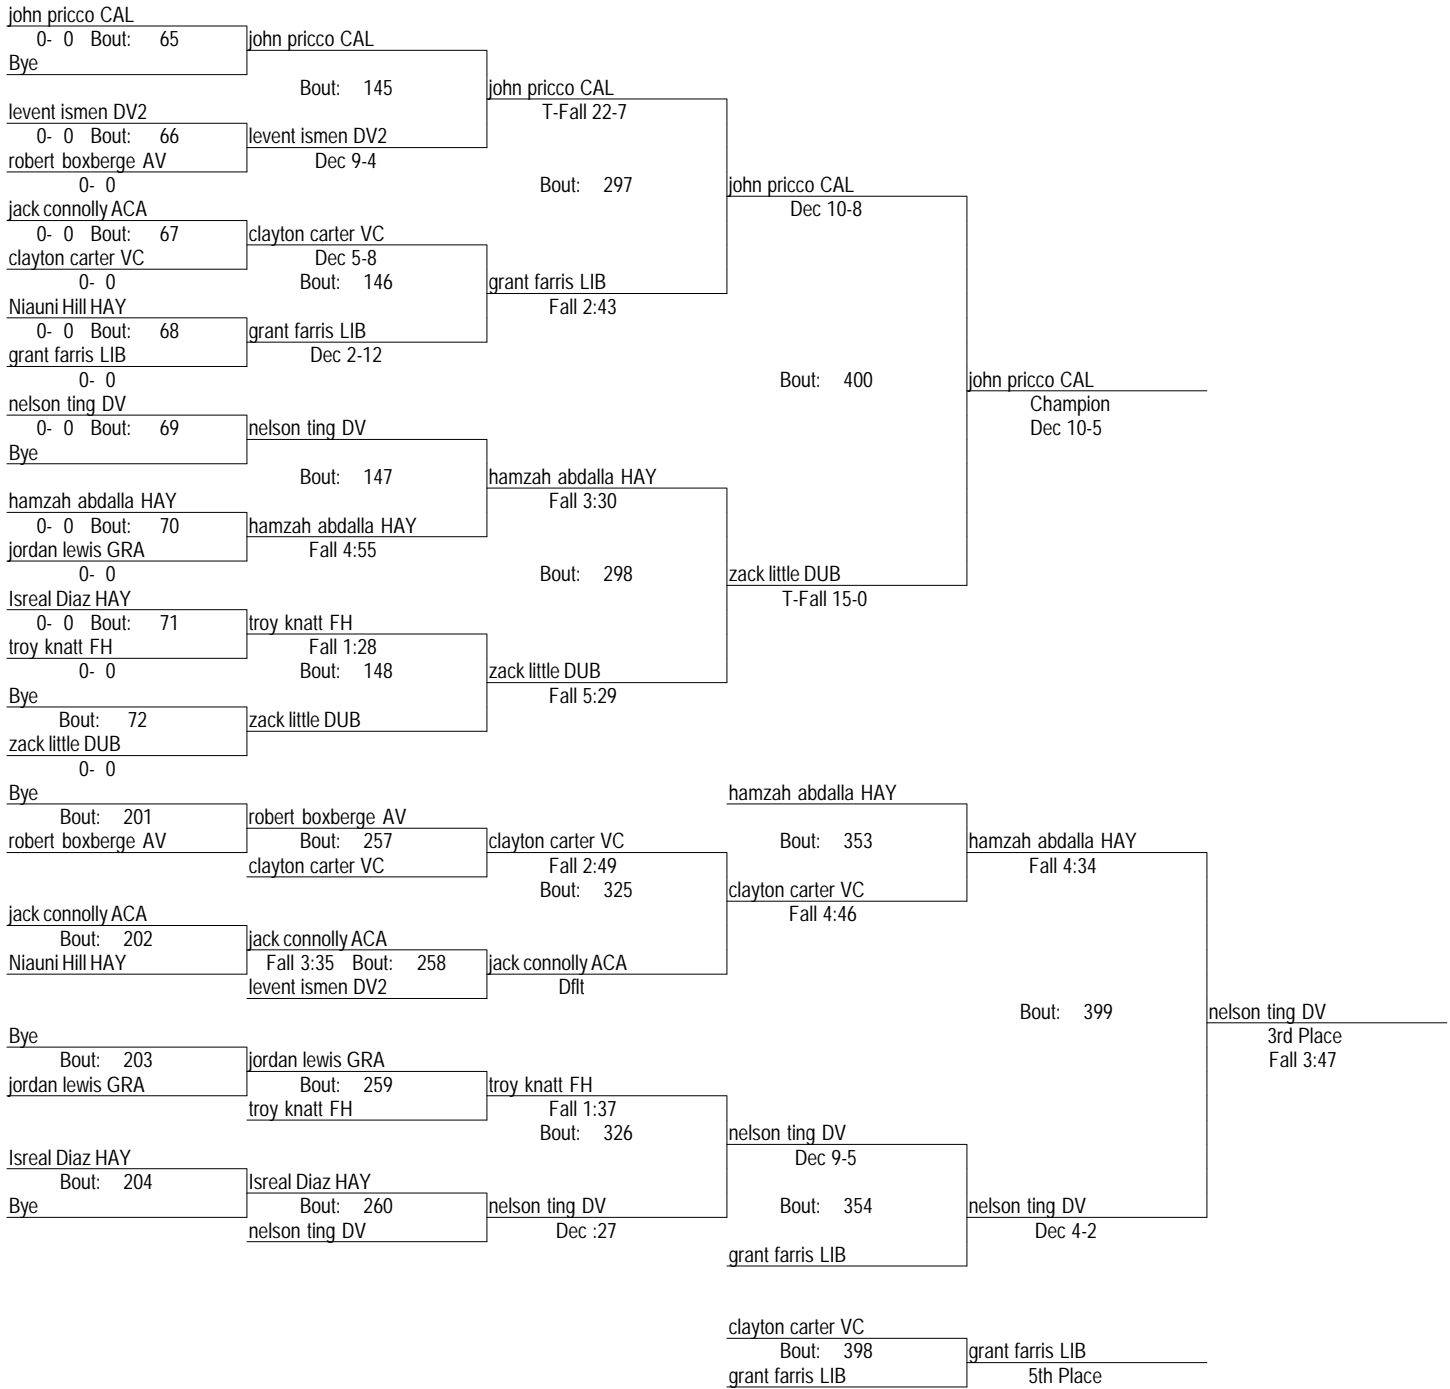 john pricco CAL
0- 0 Bout: 65 john pricco CAL
Bye
Bout: 145 john pricco CAL
levent ismen DV2 T-Fall 22-7
0- 0 Bout: 66 levent ismen DV2
robert boxberge AV Dec 9-4
0- 0 Bout: 297 john pricco CAL
jack connolly ACA Dec 10-8
0- 0 Bout: 67 clayton carter VC
clayton carter VC Dec 5-8
0- 0 Bout: 146 grant farris LIB
Niauni Hill HAY Fall 2:43
0- 0 Bout: 68 grant farris LIB
grant farris LIB Dec 2-12
0- 0 Bout: 400 john pricco CAL
nelson ting DV Champion
0- 0 Bout: 69 nelson ting DV Dec 10-5
Bye
Bout: 147 hamzah abdalla HAY
hamzah abdalla HAY Fall 3:30
0- 0 Bout: 70 hamzah abdalla HAY
jordan lewis GRA Fall 4:55
0- 0 Bout: 298 zack little DUB
Isreal Diaz HAY T-Fall 15-0
0- 0 Bout: 71 troy knatt FH
troy knatt FH Fall 1:28
0- 0 Bout: 148 zack little DUB
Bye Fall 5:29
Bout: 72 zack little DUB
zack little DUB
0- 0
Bye hamzah abdalla HAY
Bout: 201 robert boxberge AV
robert boxberge AV Bout: 257 clayton carter VC Bout: 353 hamzah abdalla HAY
clayton carter VC Fall 2:49 Fall 4:34
Bout: 325 clayton carter VC
jack connolly ACA Fall 4:46
Bout: 202 jack connolly ACA
Niauni Hill HAY Fall 3:35 Bout: 258 jack connolly ACA
levent ismen DV2 Dflt
Bout: 399 nelson ting DV
Bye 3rd Place
Bout: 203 jordan lewis GRA Fall 3:47
jordan lewis GRA Bout: 259 troy knatt FH
troy knatt FH Fall 1:37
Bout: 326 nelson ting DV
Isreal Diaz HAY Dec 9-5
Bout: 204 Isreal Diaz HAY
Bye Bout: 260 nelson ting DV Bout: 354 nelson ting DV
nelson ting DV Dec :27 Dec 4-2
grant farris LIB
clayton carter VC
Bout: 398 grant farris LIB
grant farris LIB 5th Place